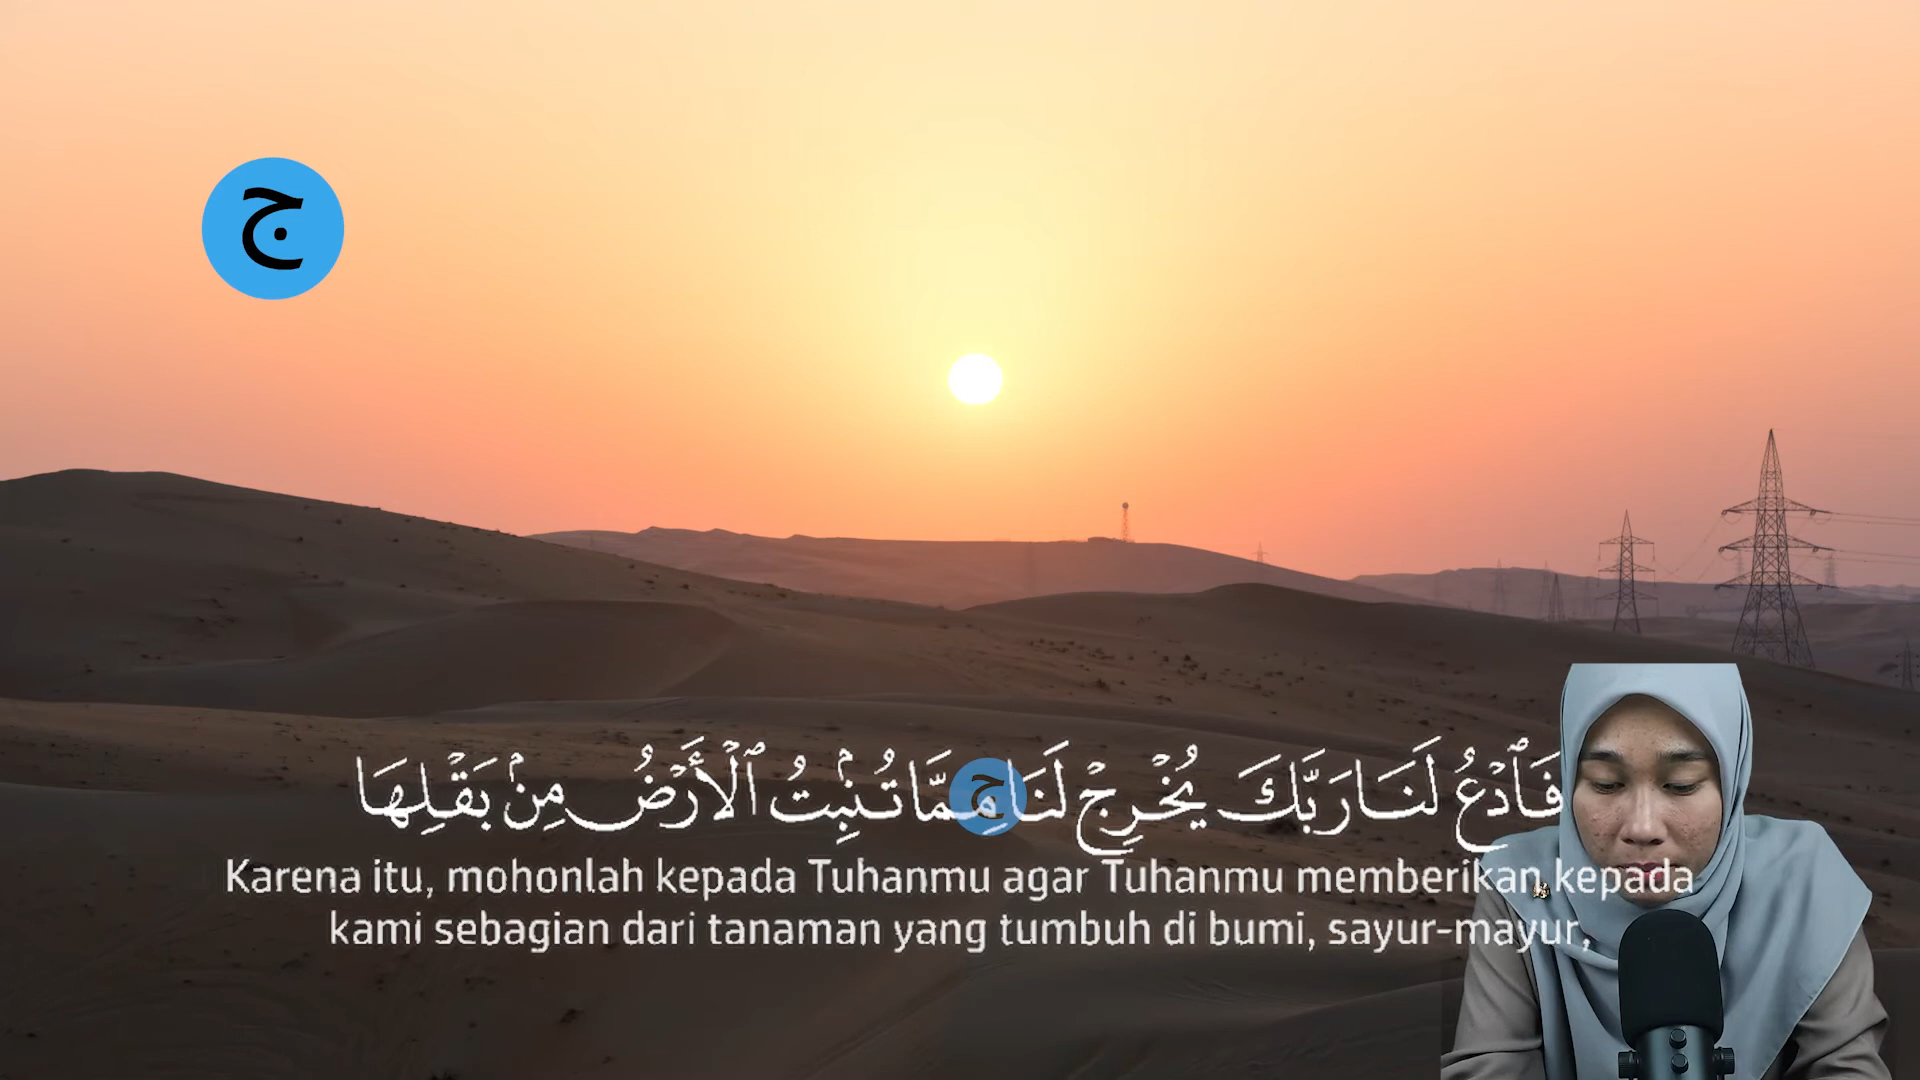 ج
فَٱدْعُ لَنَا رَبَّكَ يُخْرِجْ لَنَا مِمَّا تُنۢبِتُ ٱلْأَرْضُ مِنۢ بَقْلِهَا
ج
Karena itu, mohonlah kepada Tuhanmu agar Tuhanmu memberikan kepada
kami sebagian dari tanaman yang tumbuh di bumi, sayur-mayur,